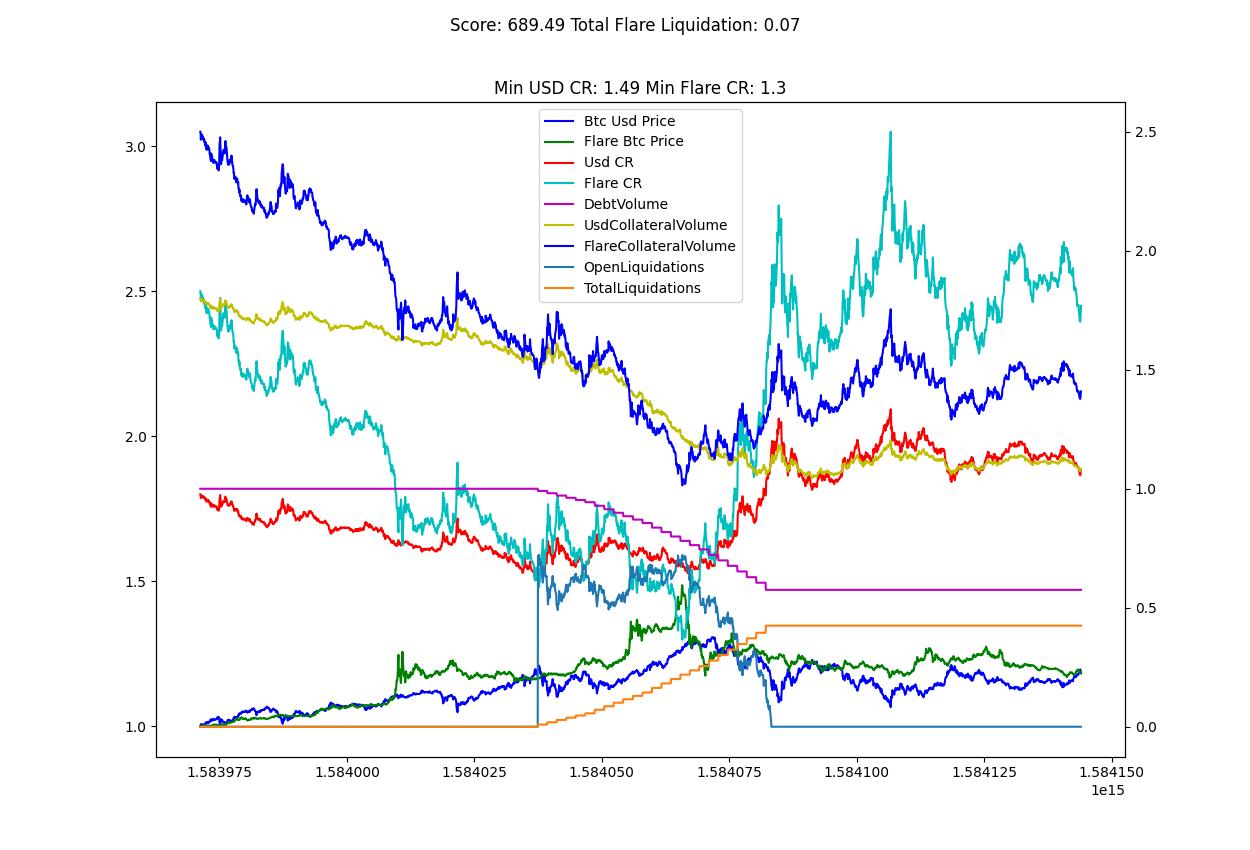 Score: 689.49 Total Flare Liquidation: 0.07
Min USD CR: 1.49 Min Flare CR: 1.3
Btc Usd Price
Flare Btc Price
Usd CR
Flare CR
DebtVolume
UsdCollateralVolume
FlareCollateralVolume
OpenLiquidations
TotalLiquidations
3.0
2.5
2.0
1.5
1.0
2.5
2.0
1.5
1.0
0.5
0.0
1.583975 1.584000 1.584025 1.584050 1.584075 1.584100 1.584125 1.584150
1e15